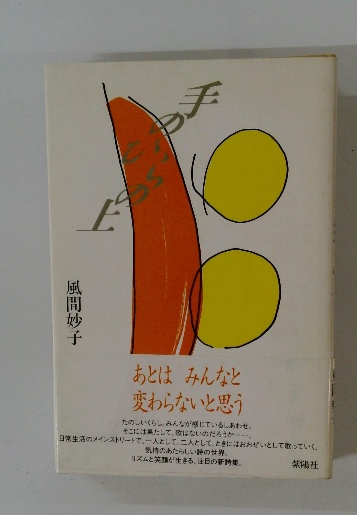 手のひらの上
風間妙子
あとは みんなと
変わらないと思う
たのしいくらし。みんなが感じているしあわせ。
そこには果たして、歌はないのだろうか……。
日常生活のメインストリートで、一人として、二人として、ときにはおおぜいとして歌っていく、
気持のあたらしい詩の世界。
リズムと笑顔が生きる、注目の新詩集。
紫陽社